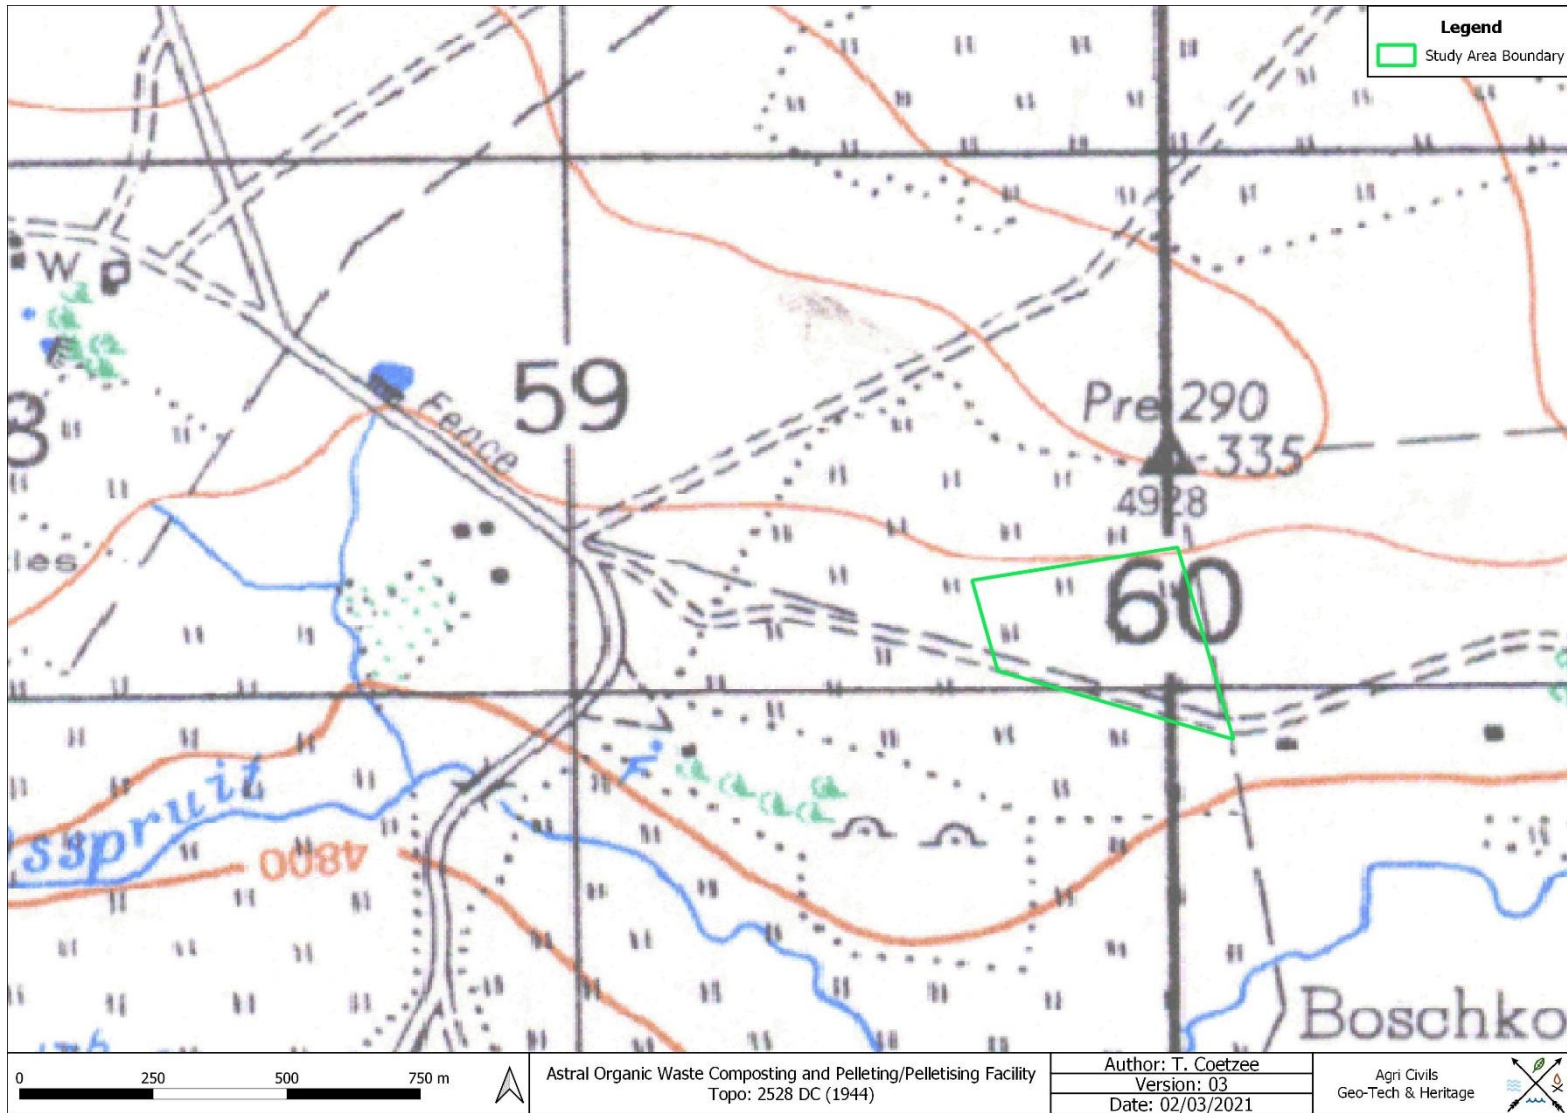 Legend
Study Area Boundary
W
59
Fence
Pre 290
335
4928
60
les
F
sspruit
4800
Boschko
0 250 500 750 m
Astral Organic Waste Composting and Pelleting/Pelletising Facility
Topo: 2528 DC (1944)
Author: T. Coetzee
Version: 03
Date: 02/03/2021
Agri Civils
Geo-Tech & Heritage